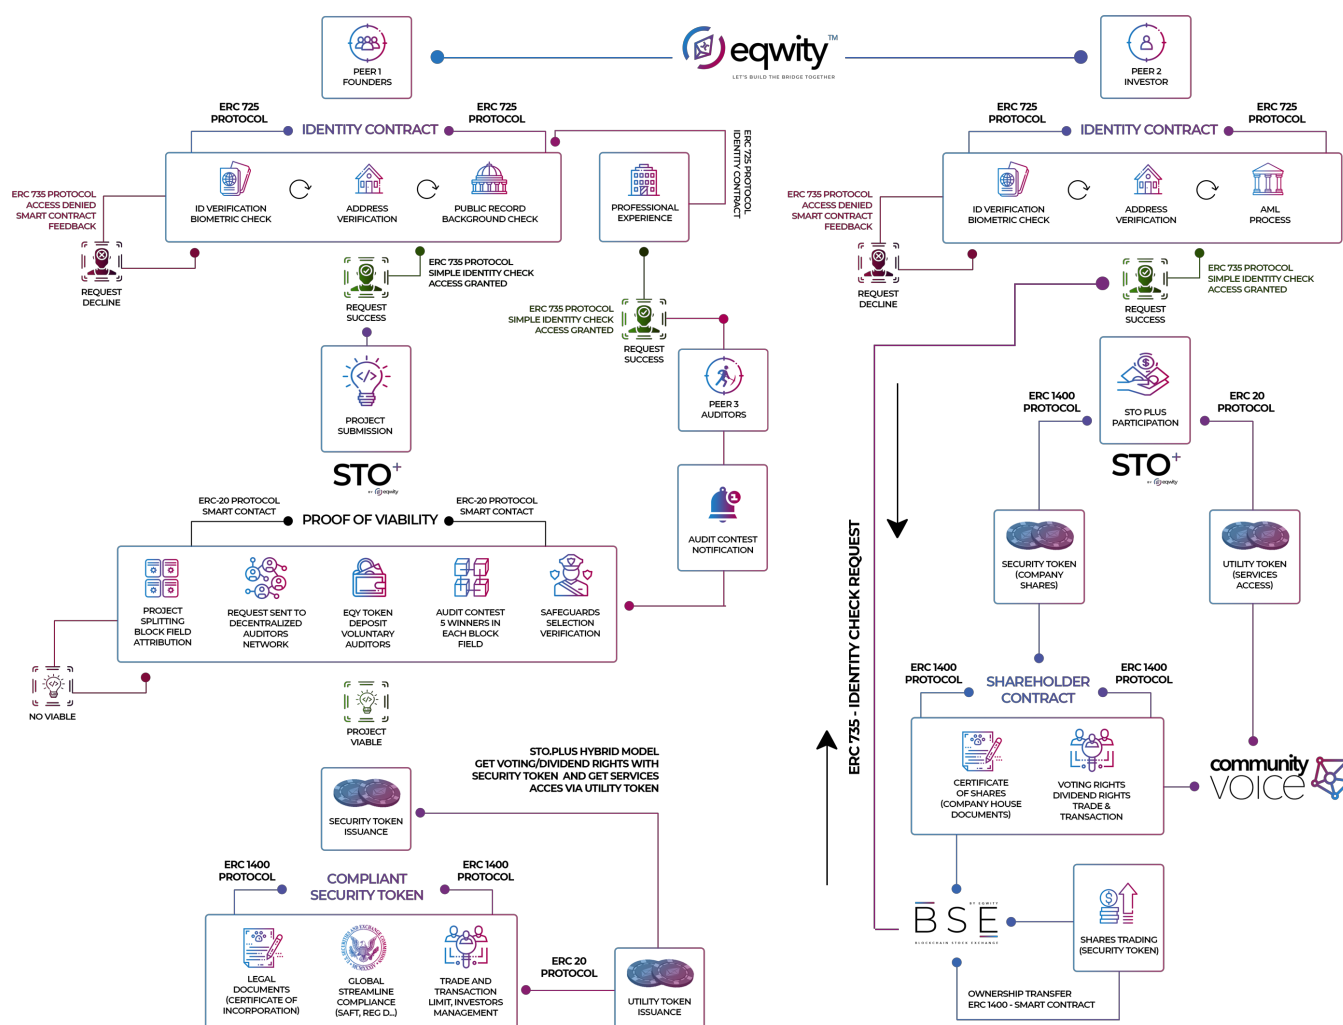 PEER 1
FOUNDERS
eqwity™
LET'S BUILD THE BRIDGE TOGETHER
PEER 2
INVESTOR
ERC 725
PROTOCOL
IDENTITY CONTRACT
ERC 725
PROTOCOL
ID VERIFICATION
BIOMETRIC CHECK
ADDRESS
VERIFICATION
PUBLIC RECORD
BACKGROUND CHECK
PROFESSIONAL
EXPERIENCE
ERC 725 PROTOCOL
IDENTITY CONTRACT
ERC 735 PROTOCOL
ACCESS DENIED
SMART CONTRACT
FEEDBACK
REQUEST
DECLINE
REQUEST
SUCCESS
ERC 735 PROTOCOL
SIMPLE IDENTITY CHECK
ACCESS GRANTED
ERC 735 PROTOCOL
SIMPLE IDENTITY CHECK
ACCESS GRANTED
REQUEST
SUCCESS
PEER 3
AUDITORS
AUDIT CONTEST
NOTIFICATION
PROJECT
SUBMISSION
STO+
BY eqwity
ERC-20 PROTOCOL
SMART CONTACT
PROOF OF VIABILITY
ERC-20 PROTOCOL
SMART CONTACT
PROJECT
SPLITTING
BLOCK FIELD
ATTRIBUTION
REQUEST SENT TO
DECENTRALIZED
AUDITORS
NETWORK
EQY TOKEN
DEPOSIT
VOLUNTARY
AUDITORS
AUDIT CONTEST
5 WINNERS IN
EACH BLOCK
FIELD
SAFEGUARDS
SELECTION
VERIFICATION
NO VIABLE
PROJECT
VIABLE
STO.PLUS HYBRID MODEL
GET VOTING/DIVIDEND RIGHTS WITH
SECURITY TOKEN AND GET SERVICES
ACCES VIA UTILITY TOKEN
SECURITY TOKEN
ISSUANCE
ERC 1400
PROTOCOL
COMPLIANT
SECURITY TOKEN
ERC 1400
PROTOCOL
LEGAL
DOCUMENTS
(CERTIFICATE OF
INCORPORATION)
GLOBAL
STREAMLINE
COMPLIANCE
(SAFT, REG D...)
TRADE AND
TRANSACTION
LIMIT, INVESTORS
MANAGEMENT
ERC 20
PROTOCOL
UTILITY TOKEN
ISSUANCE
ERC 725
PROTOCOL
IDENTITY CONTRACT
ERC 725
PROTOCOL
ID VERIFICATION
BIOMETRIC CHECK
ADDRESS
VERIFICATION
AML
PROCESS
ERC 735 PROTOCOL
ACCESS DENIED
SMART CONTRACT
FEEDBACK
REQUEST
DECLINE
REQUEST
SUCCESS
ERC 735 PROTOCOL
SIMPLE IDENTITY CHECK
ACCESS GRANTED
ERC 735 - IDENTITY CHECK REQUEST
ERC 1400
PROTOCOL
STO PLUS
PARTICIPATION
ERC 20
PROTOCOL
STO+
BY eqwity
SECURITY TOKEN
(COMPANY
SHARES)
UTILITY TOKEN
(SERVICES
ACCESS)
ERC 1400
PROTOCOL
SHAREHOLDER
CONTRACT
ERC 1400
PROTOCOL
CERTIFICATE
OF SHARES
(COMPANY HOUSE
DOCUMENTS)
VOTING RIGHTS
DIVIDEND RIGHTS
TRADE &
TRANSACTION
community
VOICE
BY EQWITY
BSE
BLOCKCHAIN STOCK EXCHANGE
SHARES TRADING
(SECURITY TOKEN)
OWNERSHIP TRANSFER
ERC 1400 - SMART CONTRACT